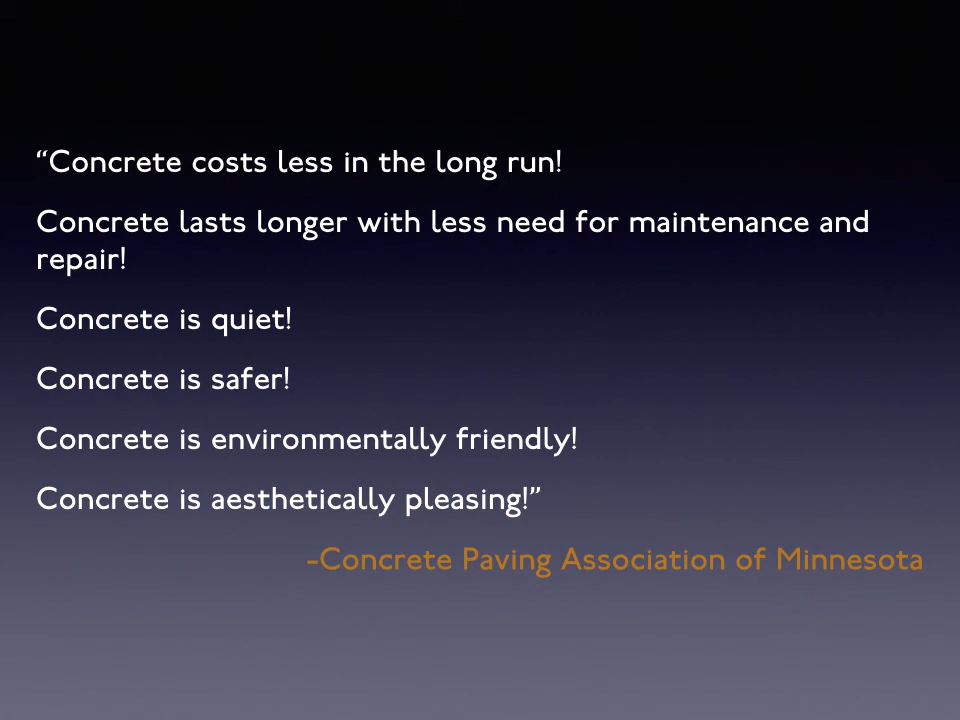 “Concrete costs less in the long run!
Concrete lasts longer with less need for maintenance and
repair!
Concrete is quiet!
Concrete is safer!
Concrete is environmentally friendly!
Concrete is aesthetically pleasing!”
-Concrete Paving Association of Minnesota